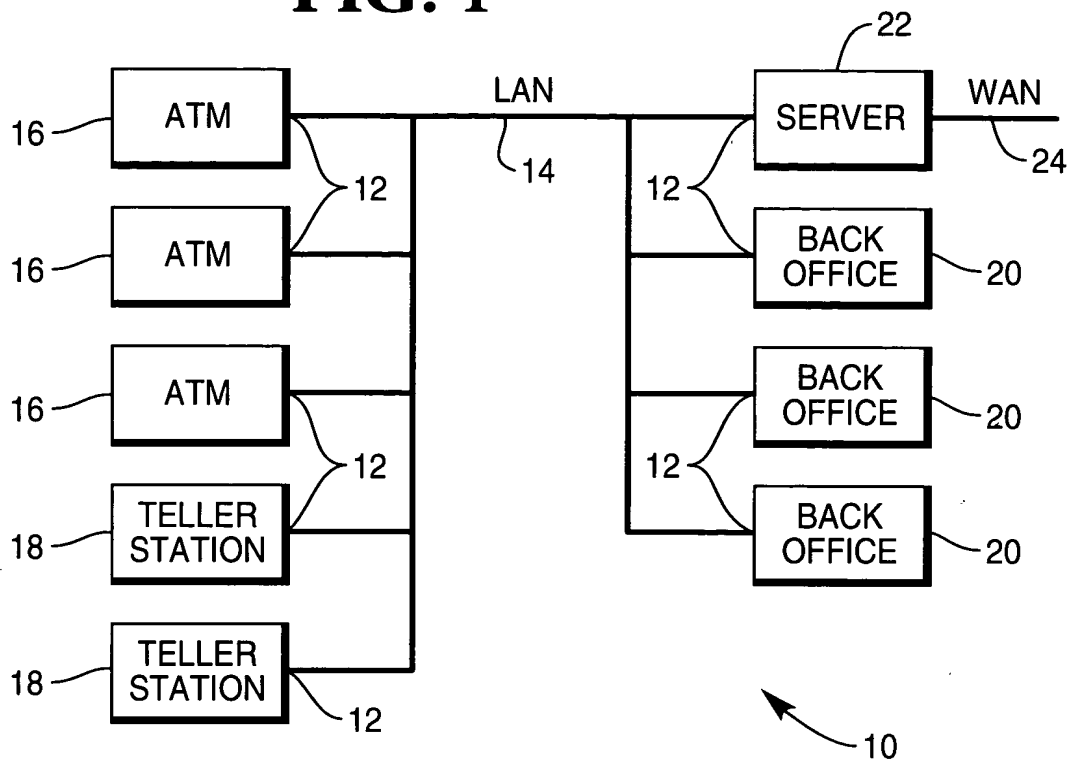 FIG. 1
22
ATM
LAN
SERVER
WAN
16
12
14
12
24
ATM
BACK
OFFICE
16
20
ATM
BACK
OFFICE
16
12
12
20
TELLER
STATION
BACK
OFFICE
18
20
TELLER
STATION
18
12
10